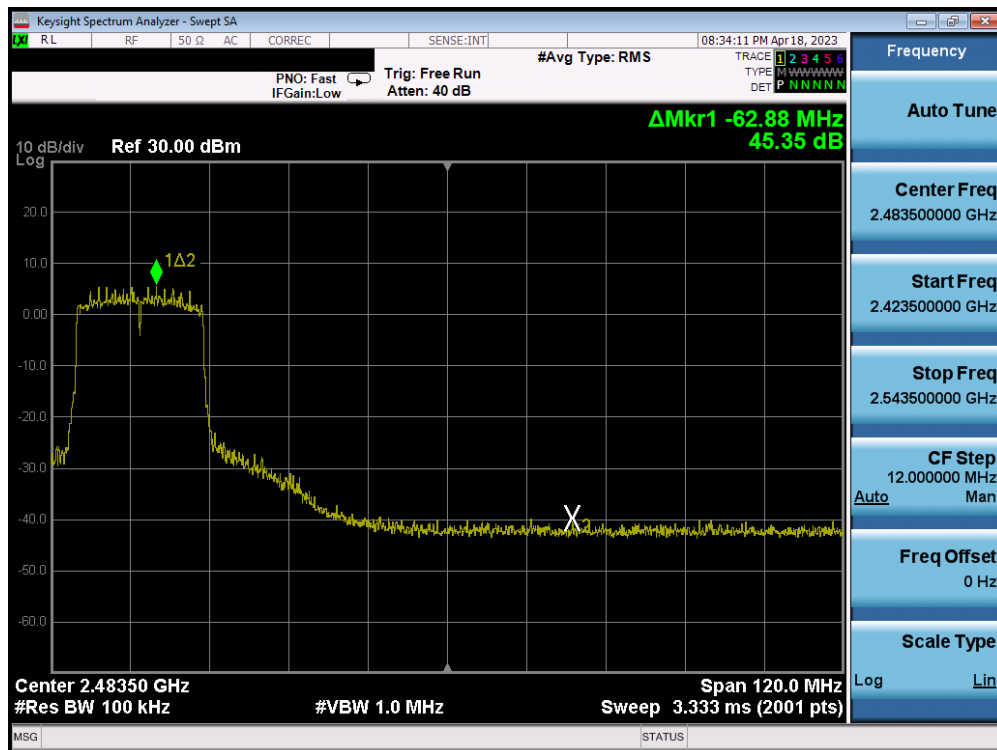 Keysight Spectrum Analyzer - Swept SA
LXI RL RF 50 Ω AC CORREC SENSE:INT 08:34:11 PM Apr 18, 2023
#Avg Type: RMS
TRACE 1 2 3 4 5 6
TYPE M WWWWW
DET P N N N N N
PNO: Fast
IFGain:Low
Trig: Free Run
Atten: 40 dB
ΔMkr1 -62.88 MHz
45.35 dB
10 dB/div
Log
Ref 30.00 dBm
20.0
10.0
0.00
-10.0
-20.0
-30.0
-40.0
-50.0
-60.0
1Δ2
X2
Center 2.48350 GHz
#Res BW 100 kHz
#VBW 1.0 MHz
Span 120.0 MHz
Sweep 3.333 ms (2001 pts)
MSG
STATUS
Frequency
Auto Tune
Center Freq
2.483500000 GHz
Start Freq
2.423500000 GHz
Stop Freq
2.543500000 GHz
CF Step
12.000000 MHz
Auto Man
Freq Offset
0 Hz
Scale Type
Log Lin